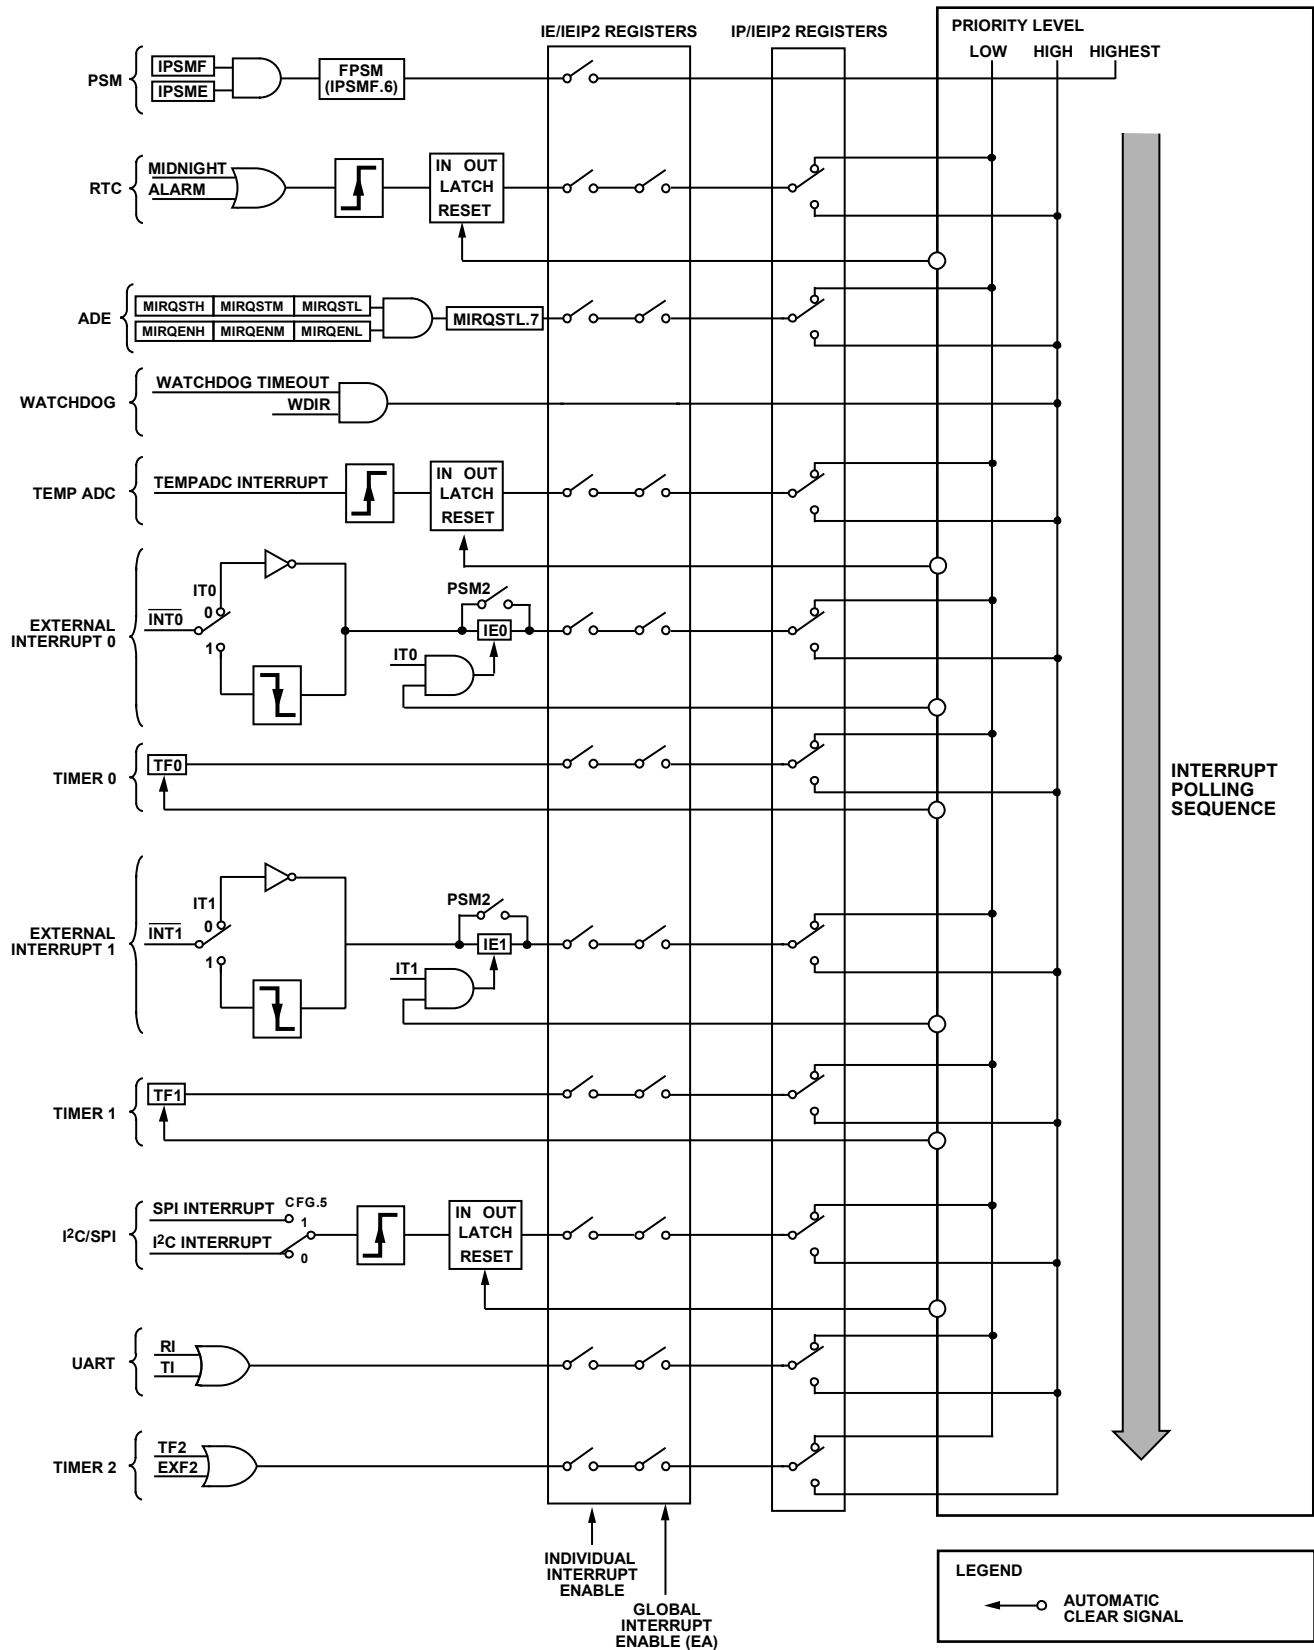 IE/IEIP2 REGISTERS
IP/IEIP2 REGISTERS
PRIORITY LEVEL
LOW HIGH HIGHEST
PSM
IPSMF
IPSME
FPSM
(IPSMF.6)
RTC
MIDNIGHT
ALARM
IN OUT
LATCH
RESET
ADE
MIRQSTH MIRQSTM MIRQSTL
MIRQENH MIRQENM MIRQENL
MIRQSTL.7
WATCHDOG
WATCHDOG TIMEOUT
WDIR
TEMP ADC
TEMPADC INTERRUPT
IN OUT
LATCH
RESET
EXTERNAL
INTERRUPT 0
INT0
IT0
0
1
PSM2
IE0
IT0
TIMER 0
TF0
INTERRUPT
POLLING
SEQUENCE
EXTERNAL
INTERRUPT 1
INT1
IT1
0
1
PSM2
IE1
IT1
TIMER 1
TF1
I2C/SPI
SPI INTERRUPT
I2C INTERRUPT
CFG.5
1
0
IN OUT
LATCH
RESET
UART
RI
TI
TIMER 2
TF2
EXF2
INDIVIDUAL
INTERRUPT
ENABLE
GLOBAL
INTERRUPT
ENABLE (EA)
LEGEND
AUTOMATIC
CLEAR SIGNAL